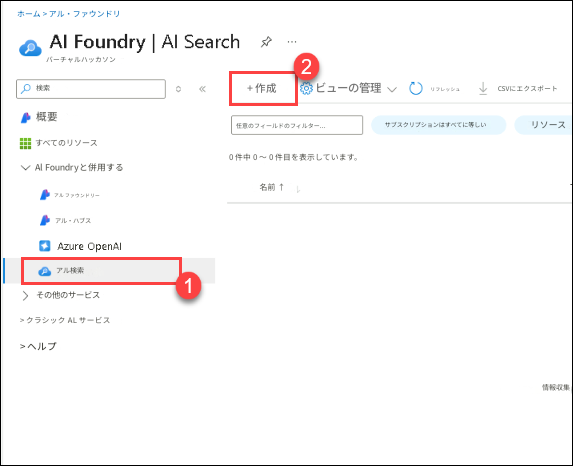 ホーム > アル・ファウンドリ
AI Foundry | AI Search
バーチャルハッカソン
検索
+作成
2
ビューの管理
リフレッシュ
CSVにエクスポート
概要
任意のフィールドのフィルター...
サブスクリプションはすべてに等しい
リソース
すべてのリソース
0 件中 0 ~ 0 件目を表示しています。
AI Foundryと併用する
名前 ↑
アル ファウンドリー
アル・ハブス
Azure OpenAI
アル検索
1
その他のサービス
> クラシック AL サービス
>ヘルプ
情報収集